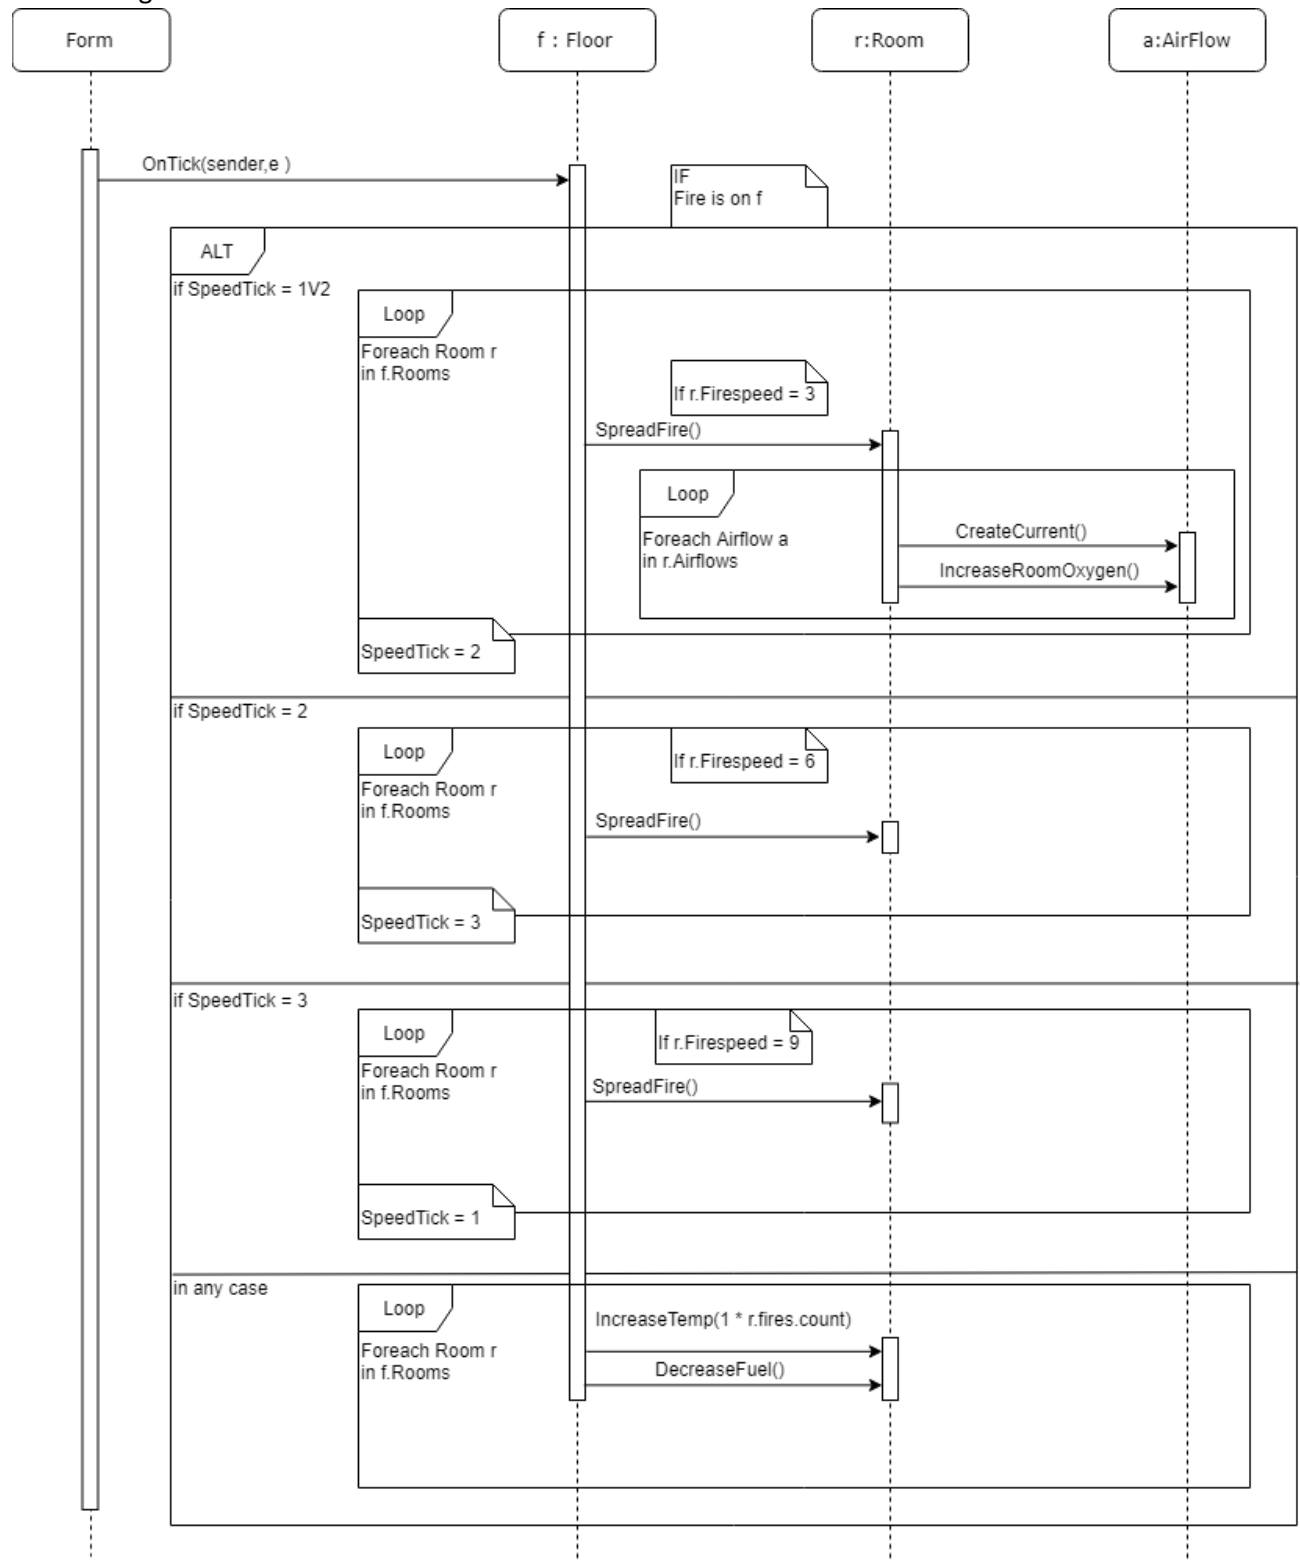 Form
f : Floor
r:Room
a:AirFlow
OnTick(sender,e )
IF
Fire is on f
ALT
if SpeedTick = 1V2
Loop
Foreach Room r
in f.Rooms
If r.Firespeed = 3
SpreadFire()
Loop
Foreach Airflow a
in r.Airflows
CreateCurrent()
IncreaseRoomOxygen()
SpeedTick = 2
if SpeedTick = 2
Loop
Foreach Room r
in f.Rooms
If r.Firespeed = 6
SpreadFire()
SpeedTick = 3
if SpeedTick = 3
Loop
Foreach Room r
in f.Rooms
If r.Firespeed = 9
SpreadFire()
SpeedTick = 1
in any case
Loop
Foreach Room r
in f.Rooms
IncreaseTemp(1 * r.fires.count)
DecreaseFuel()